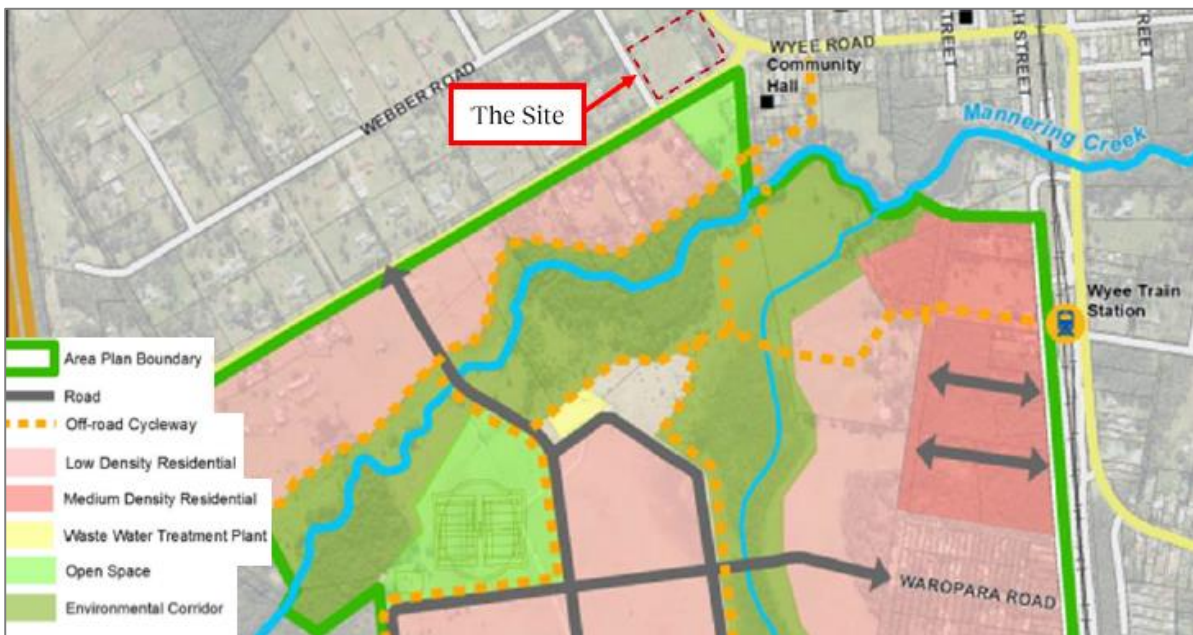 WYEE ROAD
Community
Hall
STREET
H STREET
STREET
WEBBER ROAD
The Site
Mannering Creek
Wyee Train
Station
Area Plan Boundary
Road
Off-road Cycleway
Low Density Residential
Medium Density Residential
Waste Water Treatment Plant
Open Space
Environmental Corridor
WAROPARA ROAD